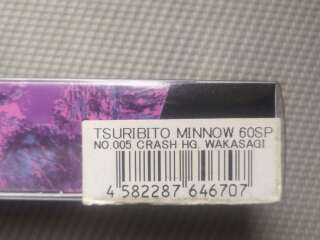 TSURIBITO MINNOW 60SP
NO.005 CRASH HG. WAKASAGI
4 582287 646707